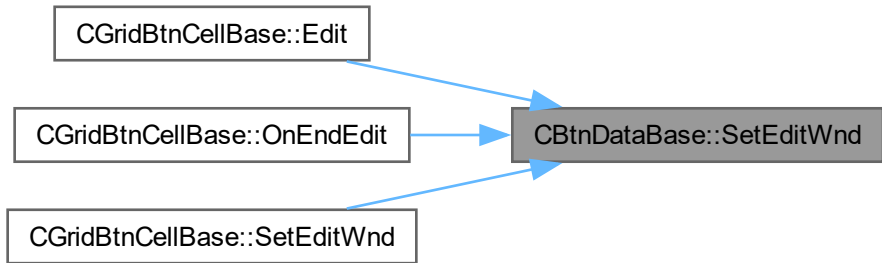 CGridBtnCellBase::Edit
CGridBtnCellBase::OnEndEdit
CBtnDataBase::SetEditWnd
CGridBtnCellBase::SetEditWnd